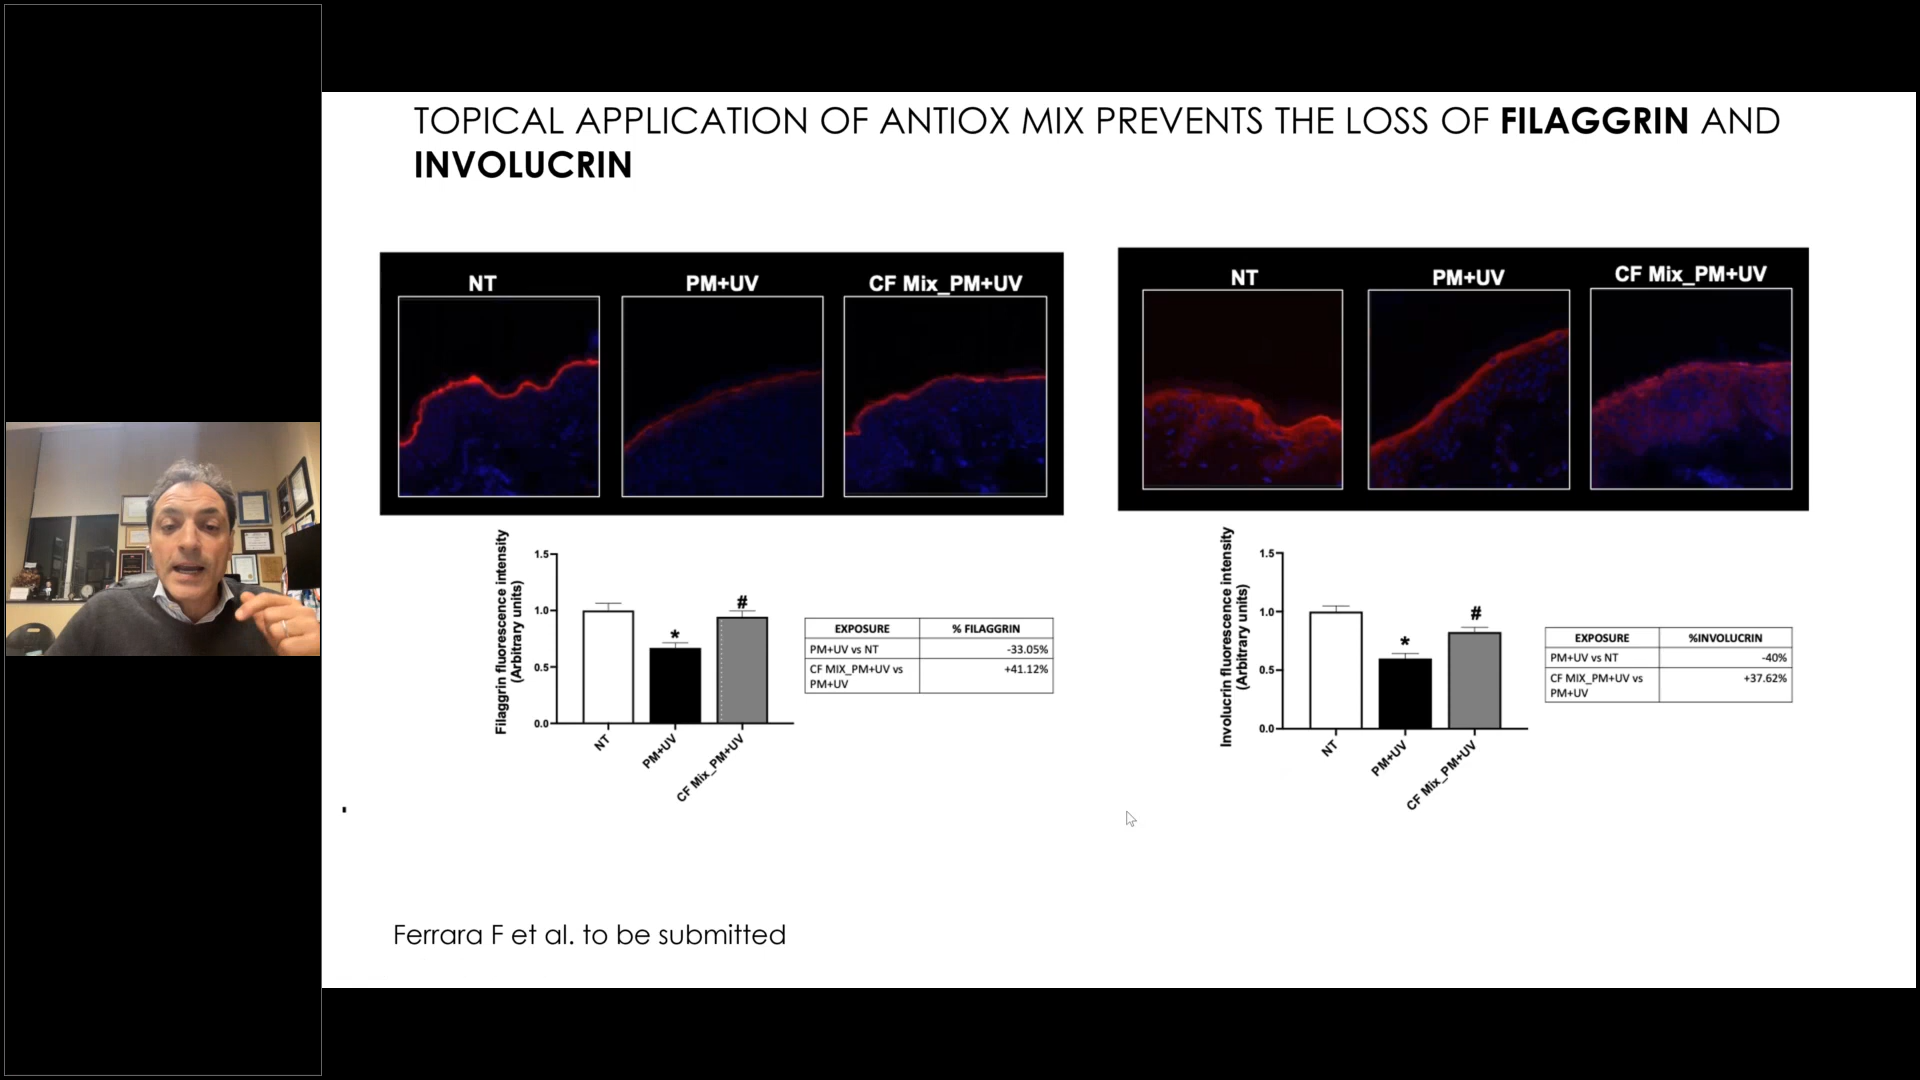 TOPICAL APPLICATION OF ANTIOX MIX PREVENTS THE LOSS OF FILAGGRIN AND
INVOLUCRIN
NT
PM+UV
CF Mix_PM+UV
Filaggrin fluorescence intensity
(Arbitrary units)
1.5
1.0
0.5
0.0
*
#
NT
PM+UV
CF Mix_PM+UV
EXPOSURE % FILAGGRIN
PM+UV vs NT -33.05%
CF MIX_PM+UV vs +41.12%
PM+UV
NT
PM+UV
CF Mix_PM+UV
Involucrin fluorescence intensity
(Arbitrary units)
1.5
1.0
0.5
0.0
*
#
NT
PM+UV
CF Mix_PM+UV
EXPOSURE %INVOLUCRIN
PM+UV vs NT -40%
CF MIX_PM+UV vs +37.62%
PM+UV
Ferrara F et al. to be submitted